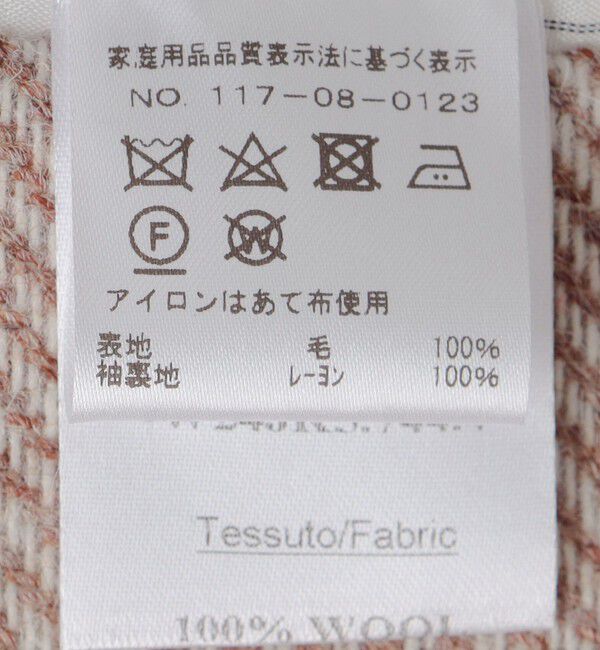 家庭用品品質表示法に基づく表示
NO. 117-08-0123
F
W
アイロンはあて布使用
表地 毛 100%
袖裏地 レーヨン 100%
Tessuto/Fabric
100% WOOL